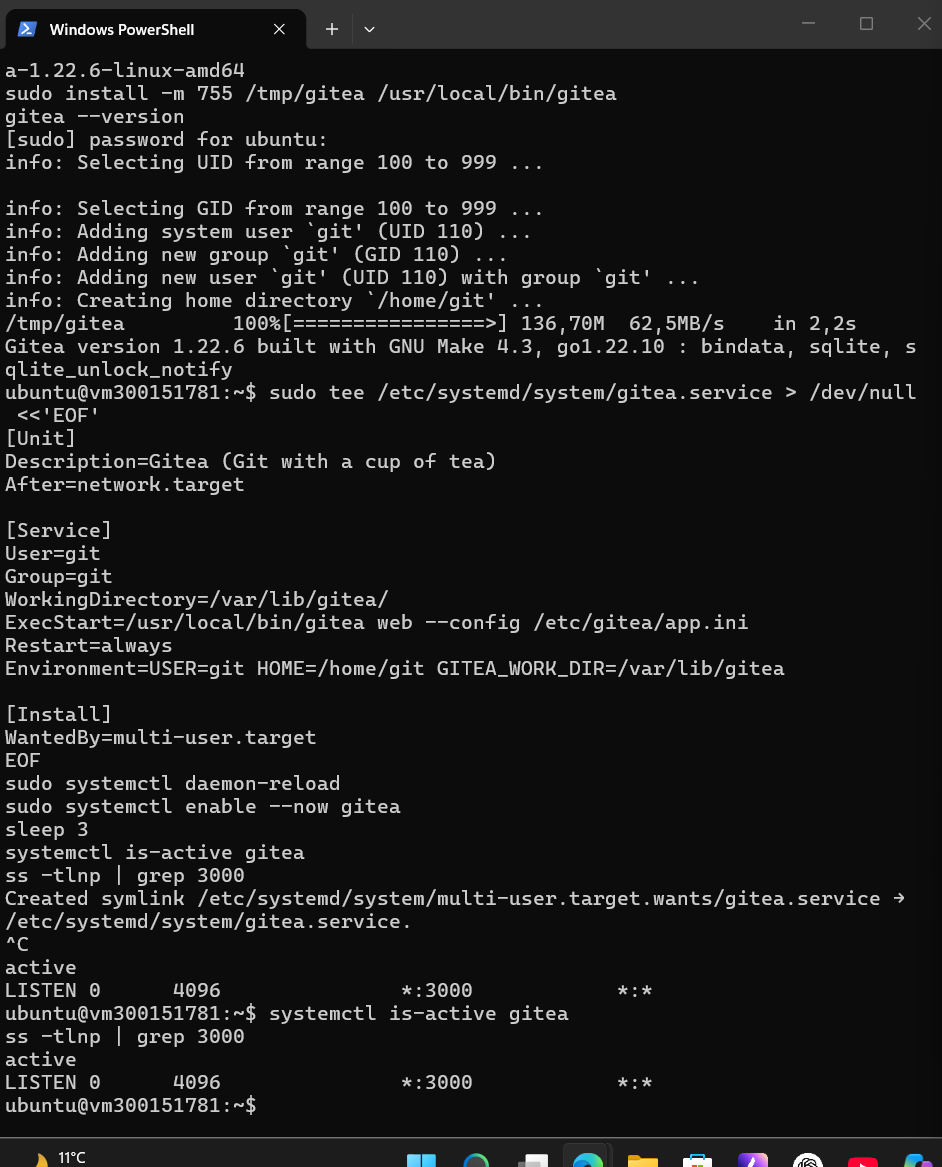 Windows PowerShell
a-1.22.6-linux-amd64
sudo install -m 755 /tmp/gitea /usr/local/bin/gitea
gitea --version
[sudo] password for ubuntu:
info: Selecting UID from range 100 to 999 ...

info: Selecting GID from range 100 to 999 ...
info: Adding system user `git' (UID 110) ...
info: Adding new group `git' (GID 110) ...
info: Adding new user `git' (UID 110) with group `git' ...
info: Creating home directory `/home/git' ...
/tmp/gitea         100%[================>] 136,70M  62,5MB/s    in 2,2s
Gitea version 1.22.6 built with GNU Make 4.3, go1.22.10 : bindata, sqlite, s
qlite_unlock_notify
ubuntu@vm300151781:~$ sudo tee /etc/systemd/system/gitea.service > /dev/null
 <<'EOF'
[Unit]
Description=Gitea (Git with a cup of tea)
After=network.target

[Service]
User=git
Group=git
WorkingDirectory=/var/lib/gitea/
ExecStart=/usr/local/bin/gitea web --config /etc/gitea/app.ini
Restart=always
Environment=USER=git HOME=/home/git GITEA_WORK_DIR=/var/lib/gitea

[Install]
WantedBy=multi-user.target
EOF
sudo systemctl daemon-reload
sudo systemctl enable --now gitea
sleep 3
systemctl is-active gitea
ss -tlnp | grep 3000
Created symlink /etc/systemd/system/multi-user.target.wants/gitea.service →
/etc/systemd/system/gitea.service.
^C
active
LISTEN 0      4096               *:3000            *:*
ubuntu@vm300151781:~$ systemctl is-active gitea
ss -tlnp | grep 3000
active
LISTEN 0      4096               *:3000            *:*
ubuntu@vm300151781:~$
11°C